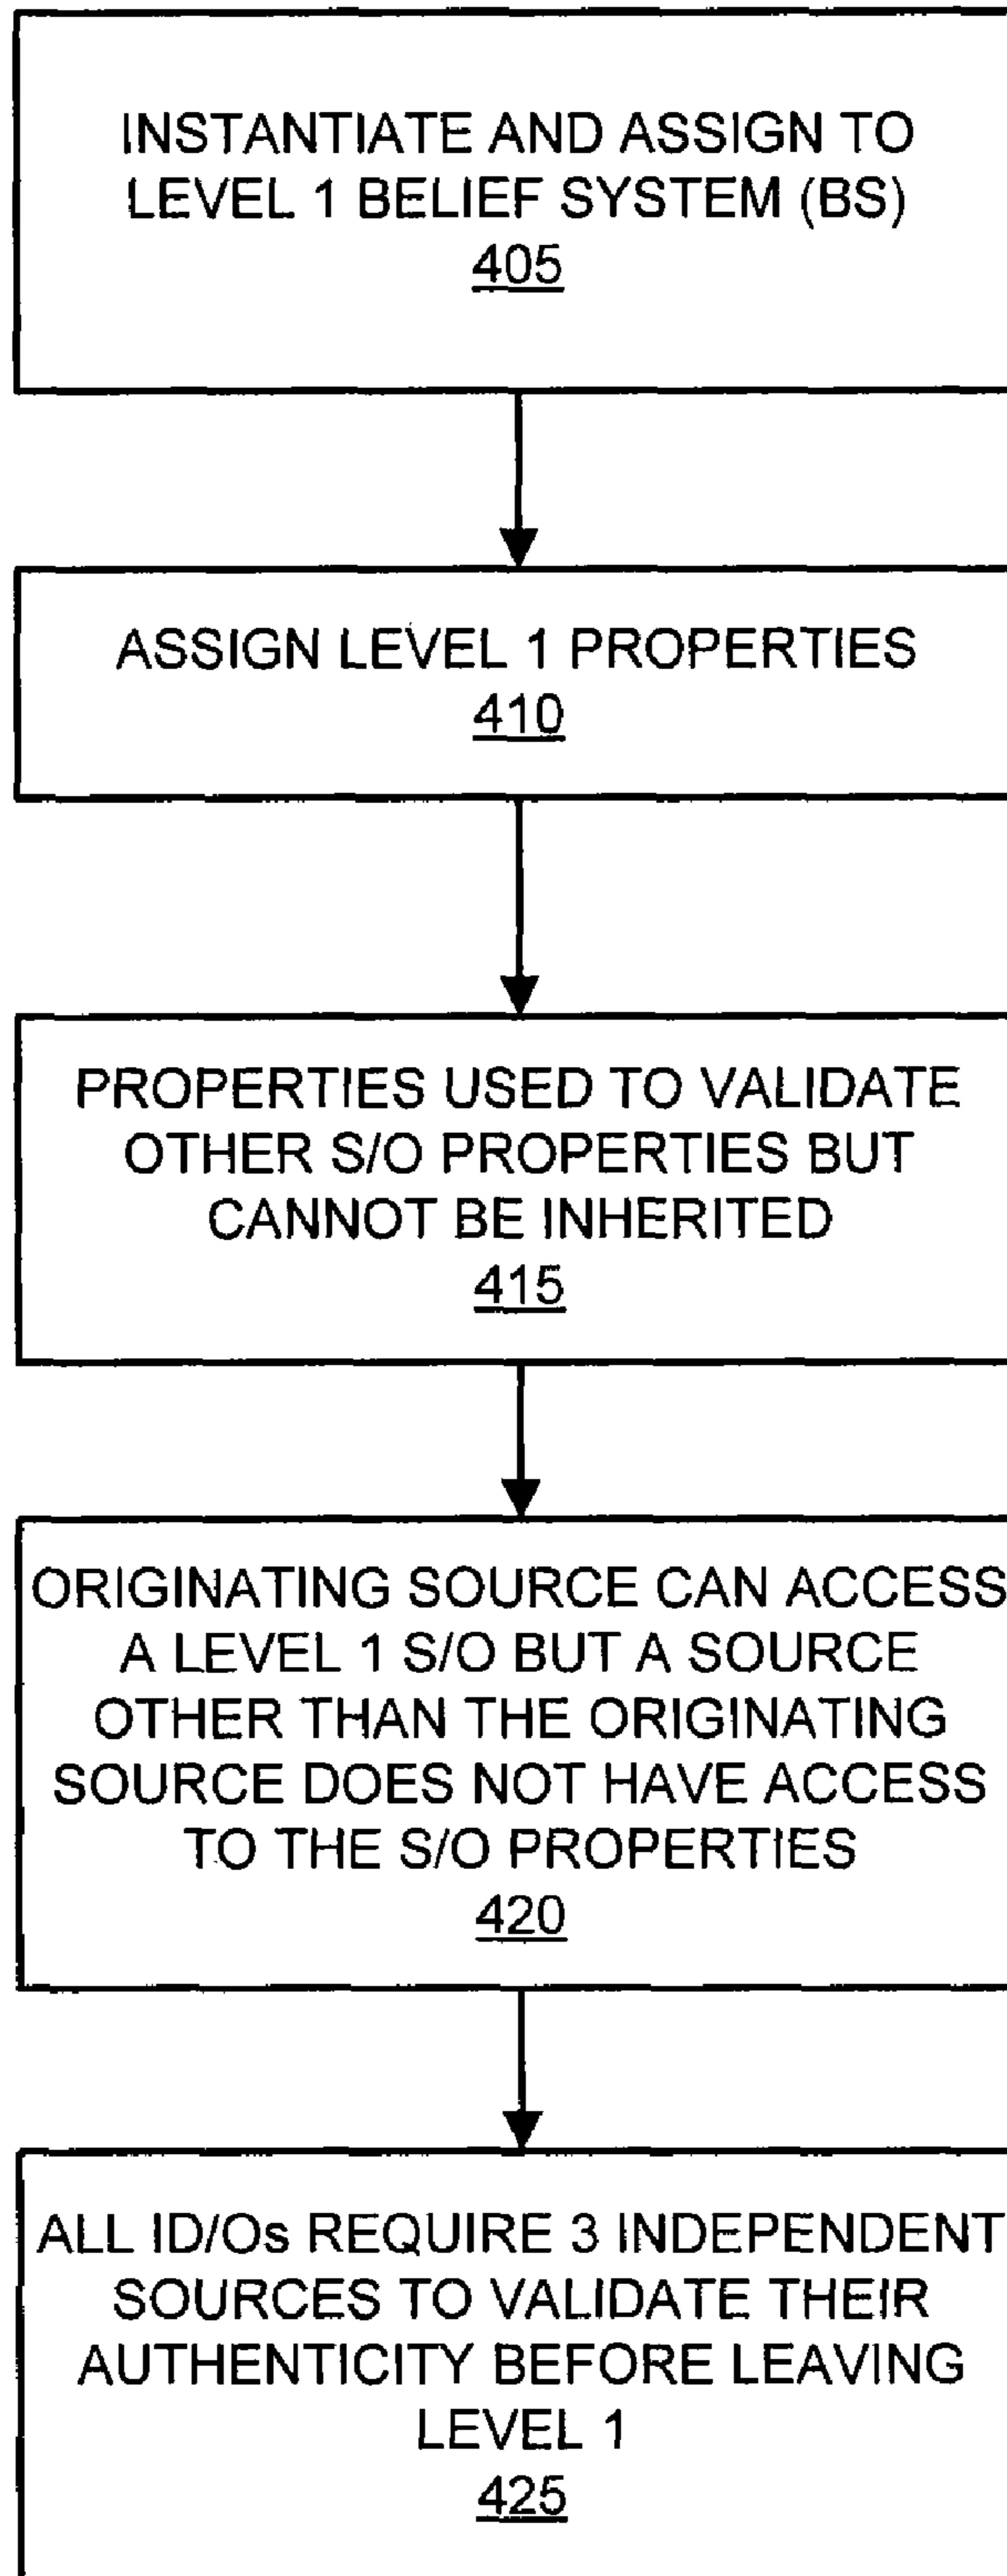 INSTANTIATE AND ASSIGN TO
LEVEL 1 BELIEF SYSTEM (BS)
405
ASSIGN LEVEL 1 PROPERTIES
410
PROPERTIES USED TO VALIDATE
OTHER S/O PROPERTIES BUT
CANNOT BE INHERITED
415
ORIGINATING SOURCE CAN ACCESS
A LEVEL 1 S/O BUT A SOURCE
OTHER THAN THE ORIGINATING
SOURCE DOES NOT HAVE ACCESS
TO THE S/O PROPERTIES
420
ALL ID/Os REQUIRE 3 INDEPENDENT
SOURCES TO VALIDATE THEIR
AUTHENTICITY BEFORE LEAVING
LEVEL 1
425